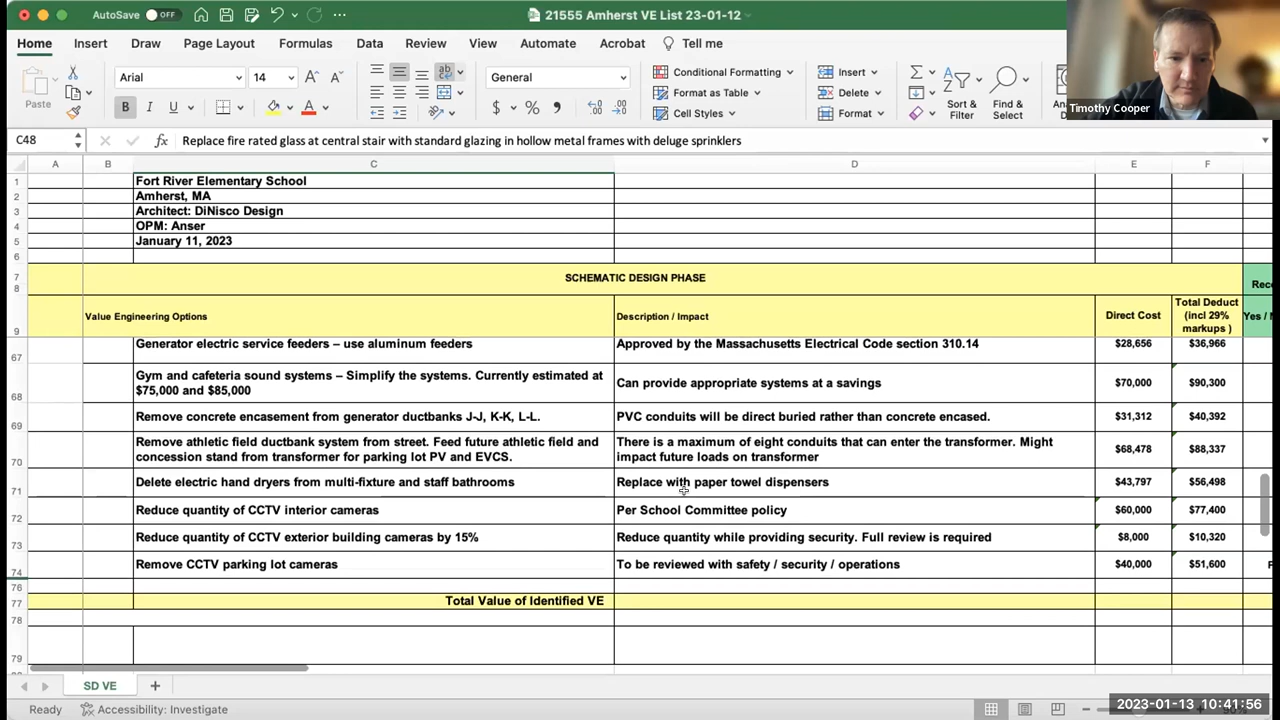 AutoSave OFF
21555 Amherst VE List 23-01-12
Home Insert Draw Page Layout Formulas Data Review View Automate Acrobat Tell me
Paste
Arial 14
B I U
General
Conditional Formatting
Format as Table
Cell Styles
Insert
Delete
Format
Sort & Filter
Find & Select
Timothy Cooper
C48 fx Replace fire rated glass at central stair with standard glazing in hollow metal frames with deluge sprinklers
A B C D E F
1 Fort River Elementary School
2 Amherst, MA
3 Architect: DiNisco Design
4 OPM: Anser
5 January 11, 2023
6
7 SCHEMATIC DESIGN PHASE
8
9 Value Engineering Options Description / Impact Direct Cost Total Deduct (incl 29% markups )
67 Generator electric service feeders – use aluminum feeders Approved by the Massachusetts Electrical Code section 310.14 $28,656 $36,966
68 Gym and cafeteria sound systems – Simplify the systems. Currently estimated at $75,000 and $85,000 Can provide appropriate systems at a savings $70,000 $90,300
69 Remove concrete encasement from generator ductbanks J-J, K-K, L-L. PVC conduits will be direct buried rather than concrete encased. $31,312 $40,392
70 Remove athletic field ductbank system from street. Feed future athletic field and concession stand from transformer for parking lot PV and EVCS. There is a maximum of eight conduits that can enter the transformer. Might impact future loads on transformer $68,478 $88,337
71 Delete electric hand dryers from multi-fixture and staff bathrooms Replace with paper towel dispensers $43,797 $56,498
72 Reduce quantity of CCTV interior cameras Per School Committee policy $60,000 $77,400
73 Reduce quantity of CCTV exterior building cameras by 15% Reduce quantity while providing security. Full review is required $8,000 $10,320
74 Remove CCTV parking lot cameras To be reviewed with safety / security / operations $40,000 $51,600
76
77 Total Value of Identified VE
78
79
SD VE
Ready Accessibility: Investigate
2023-01-13 10:41:56